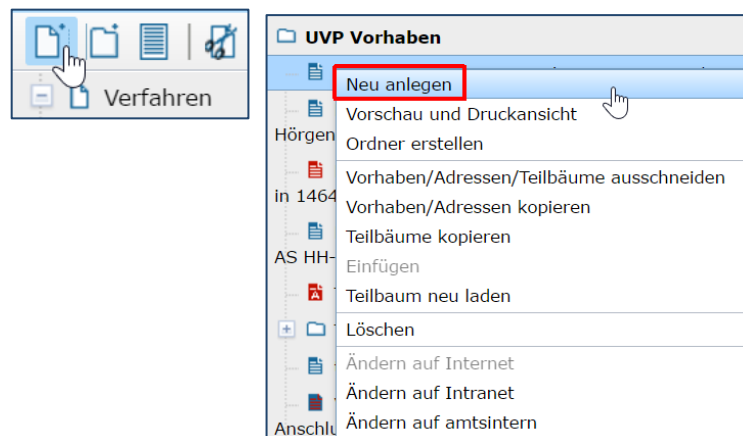 Verfahren
UVP Vorhaben
Neu anlegen
Vorschau und Druckansicht
Hörgen
Ordner erstellen
Vorhaben/Adressen/Teilbäume ausschneiden
in 1464
Vorhaben/Adressen kopieren
Teilbäume kopieren
AS HH-
Einfügen
Teilbaum neu laden
Löschen
Ändern auf Internet
Ändern auf Intranet
Ändern auf amtsintern
Anschlu